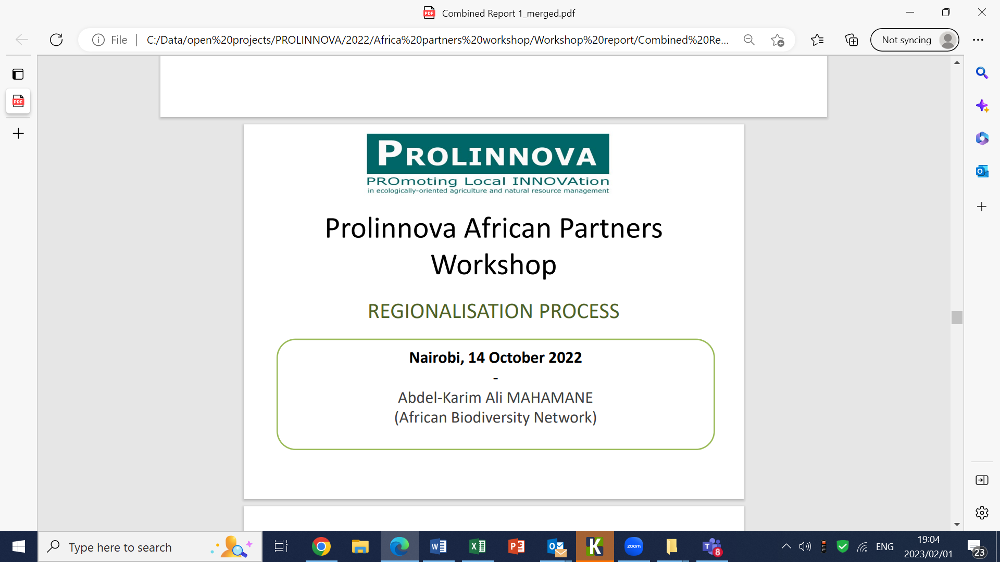 Combined Report 1_merged.pdf
File
C:/Data/open%20projects/PROLINNOVA/2022/Africa%20partners%20workshop/Workshop%20report/Combined%20Re...
Not syncing
PROLINNOVA
PROmoting Local INNOVAtion
in ecologically-oriented agriculture and natural resource management
Prolinnova African Partners
Workshop
REGIONALISATION PROCESS
Nairobi, 14 October 2022
-
Abdel-Karim Ali MAHAMANE
(African Biodiversity Network)
Type here to search
zoom
8
ENG
19:04
2023/02/01
23